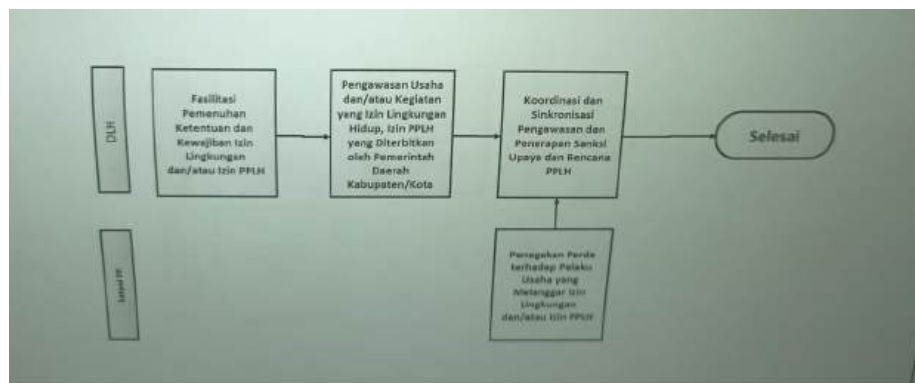 DLH
Fasilitasi
Pemenuhan
Ketentuan dan
Kewajiban Izin
Lingkungan
dan/atau Izin PPLH
Pengawasan Usaha
dan/atau Kegiatan
yang Izin Lingkungan
Hidup, Izin PPLH
yang Diterbitkan
oleh Pemerintah
Daerah
Kabupaten/Kota
Koordinasi dan
Sinkronisasi
Pengawasan dan
Penerapan Sanksi
Upaya dan Rencana
PPLH
Selesai
Satpol PP
Penegakan Perda
terhadap Pelaku
Usaha yang
Melanggar Izin
Lingkungan
dan/atau Izin PPLH